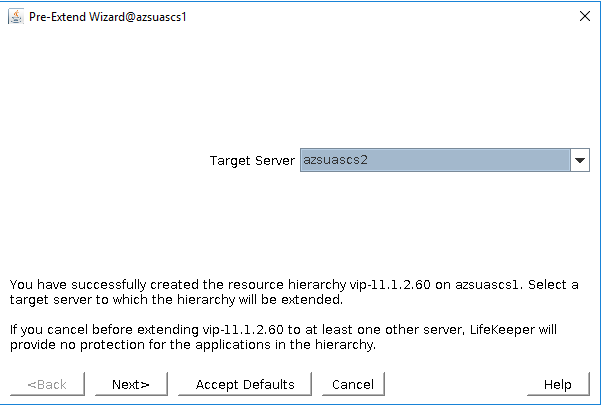 Pre-Extend Wizard@azsuascs1
Target Server azsuascs2
You have successfully created the resource hierarchy vip-11.1.2.60 on azsuascs1. Select a
target server to which the hierarchy will be extended.
If you cancel before extending vip-11.1.2.60 to at least one other server, LifeKeeper will
provide no protection for the applications in the hierarchy.
<Back Next> Accept Defaults Cancel Help